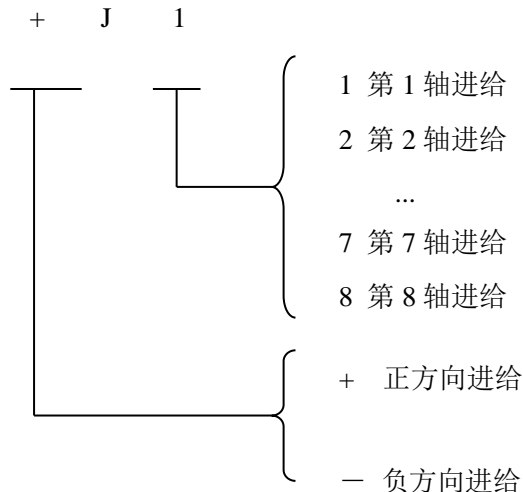 + J 1
1 第 1 轴进给
2 第 2 轴进给
...
7 第 7 轴进给
8 第 8 轴进给
+ 正方向进给
－ 负方向进给